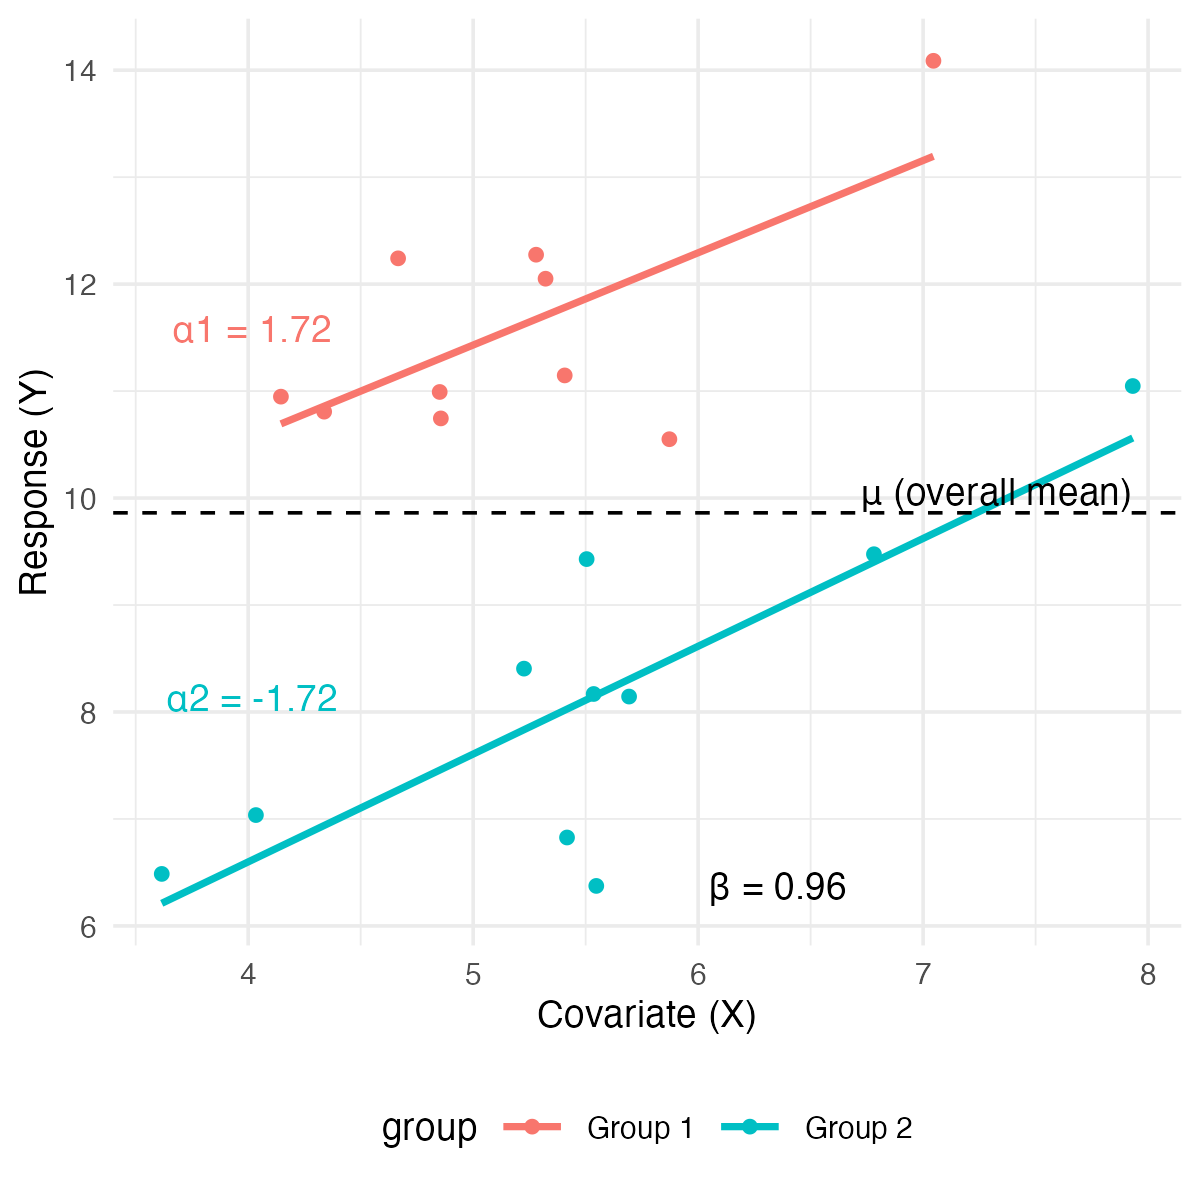 14
12
α1 = 1.72
Response (Y)
10
μ (overall mean)
8
α2 = -1.72
β = 0.96
6
4 5 6 7 8
Covariate (X)
group Group 1 Group 2